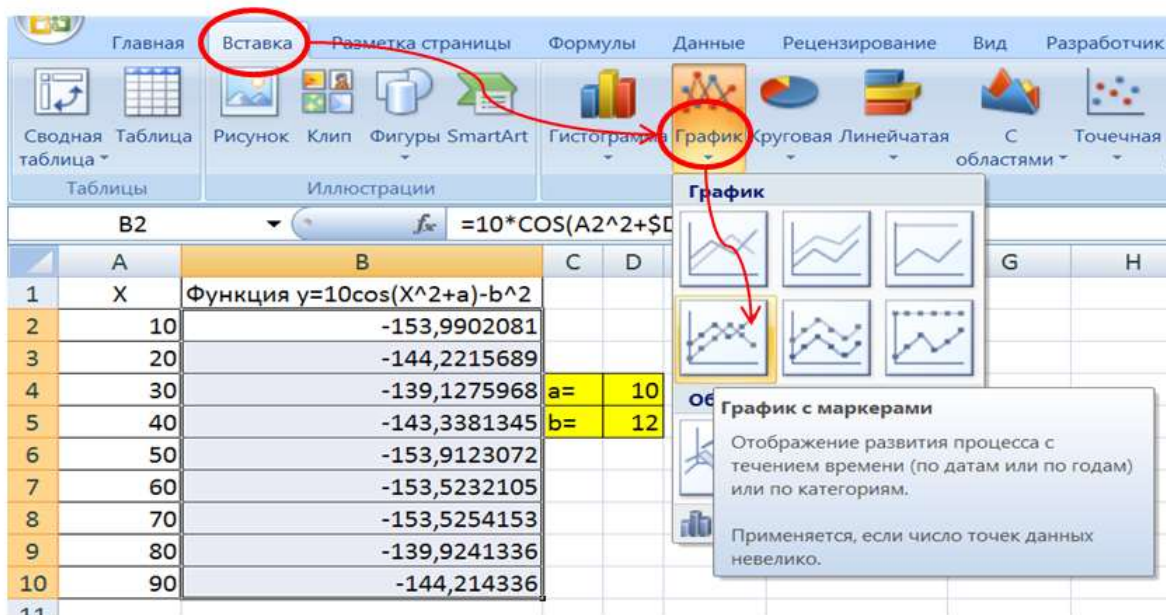 Главная Вставка Разметка страницы Формулы Данные Рецензирование Вид Разработчик
Сводная таблица Таблица Рисунок Клип Фигуры SmartArt Гистограмма График Круговая Линейчатая С областями Точечная
Таблицы Иллюстрации
График
B2 fx =10*COS(A2^2+$D
A B C D G H
1 X Функция y=10cos(X^2+a)-b^2
2 10 -153,9902081
3 20 -144,2215689
4 30 -139,1275968 a= 10
5 40 -143,3381345 b= 12
6 50 -153,9123072
7 60 -153,5232105
8 70 -153,5254153
9 80 -139,9241336
10 90 -144,214336
11
Об
График с маркерами
Отображение развития процесса с
течением времени (по датам или по годам)
или по категориям.
Применяется, если число точек данных
невелико.